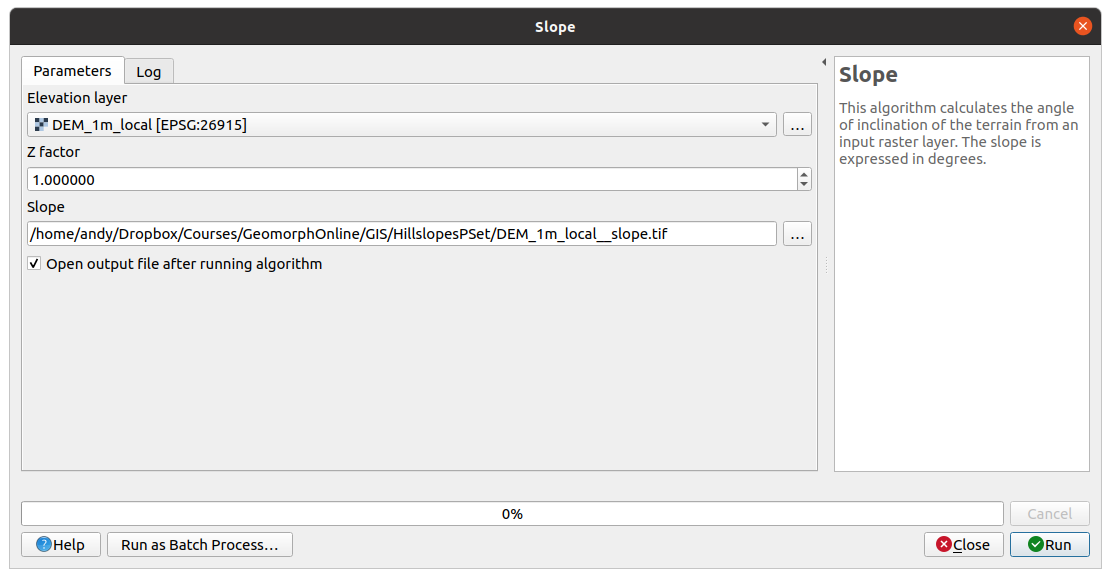 Slope
Parameters
Log
Elevation layer
DEM_1m_local [EPSG:26915]
...
Z factor
1.000000
Slope
/home/andy/Dropbox/Courses/GeomorphOnline/GIS/HillslopesPSet/DEM_1m_local__slope.tif
...
Open output file after running algorithm
Slope
This algorithm calculates the angle
of inclination of the terrain from an
input raster layer. The slope is
expressed in degrees.
0%
Cancel
?Help
Run as Batch Process...
Close
Run